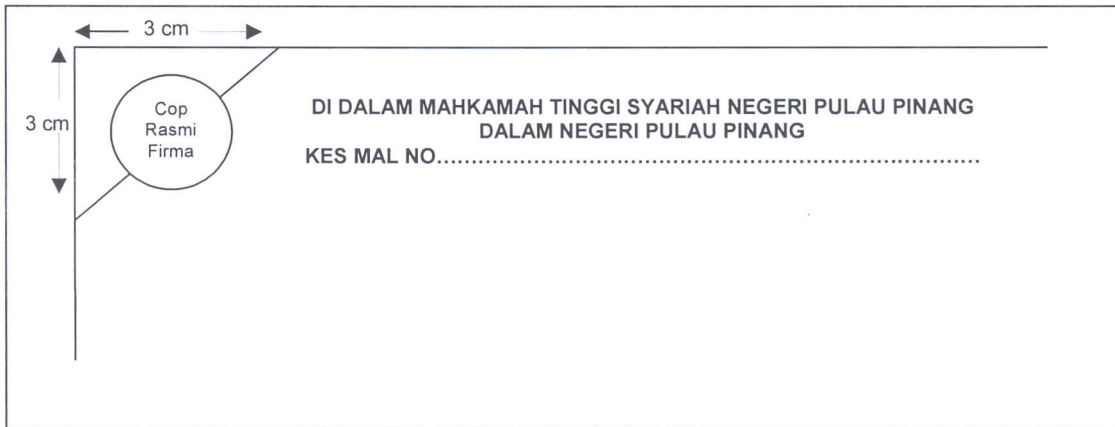 3 cm
3 cm
Cop
Rasmi
Firma
DI DALAM MAHKAMAH TINGGI SYARIAH NEGERI PULAU PINANG
DALAM NEGERI PULAU PINANG
KES MAL NO...............................................................................